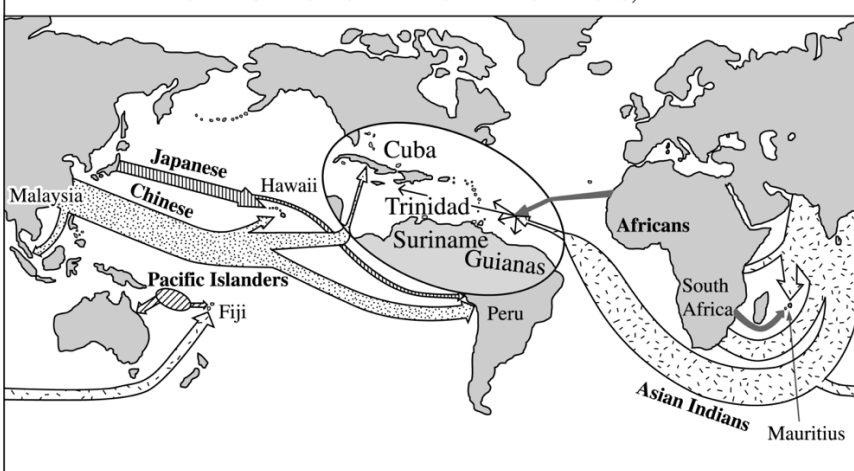 Cuba
Japanese
Hawaii
Malaysia
Chinese
Trinidad
Africans
Suriname
Guianas
Pacific Islanders
South
Africa
Fiji
Peru
Asian Indians
Mauritius